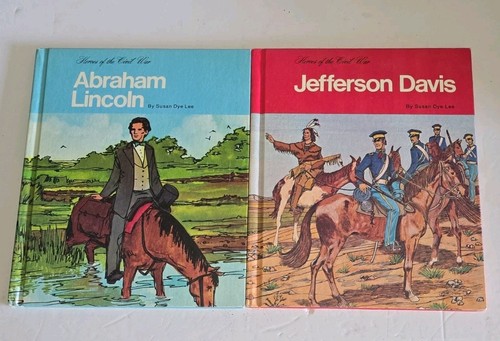 Heroes of the Civil War
Abraham
Lincoln By Susan Dye Lee
Heroes of the Civil War
Jefferson Davis
By Susan Dye Lee